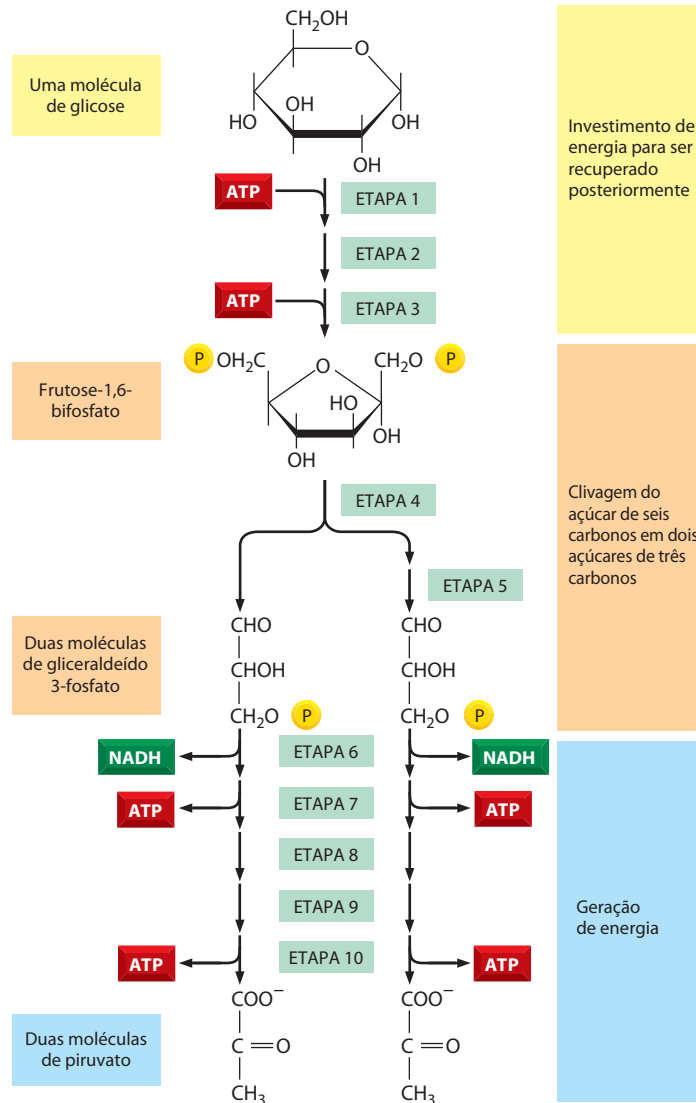 CH₂OH
O
Uma molécula
de glicose
OH
HO
OH
OH
Investimento de
energia para ser
recuperado
posteriormente
ATP
ETAPA 1
ETAPA 2
ATP
ETAPA 3
P
OH₂C
O
CH₂O
P
Frutose-1,6-
bifosfato
HO
HO
OH
OH
ETAPA 4
Clivagem do
açúcar de seis
carbonos em dois
açúcares de três
carbonos
ETAPA 5
Duas moléculas
de gliceraldeído
3-fosfato
CHO
CHO
CHOH
CHOH
CH₂O
P
CH₂O
P
NADH
ETAPA 6
NADH
ATP
ETAPA 7
ATP
ETAPA 8
ETAPA 9
Geração
de energia
ATP
ETAPA 10
ATP
COO⁻
COO⁻
Duas moléculas
de piruvato
C=O
C=O
CH₃
CH₃